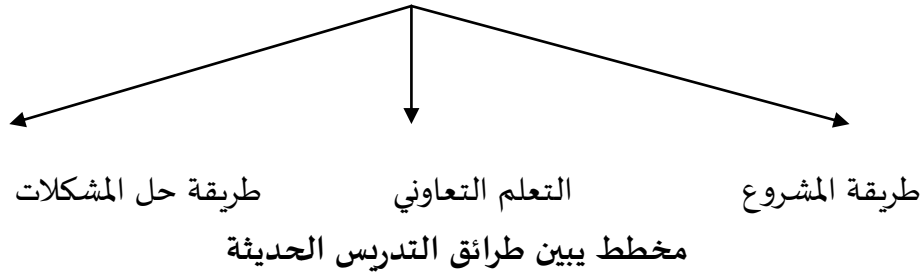 طريقة المشروع التعلم التعاوني طريقة حل المشكلات
مخطط يبين طرائق التدريس الحديثة